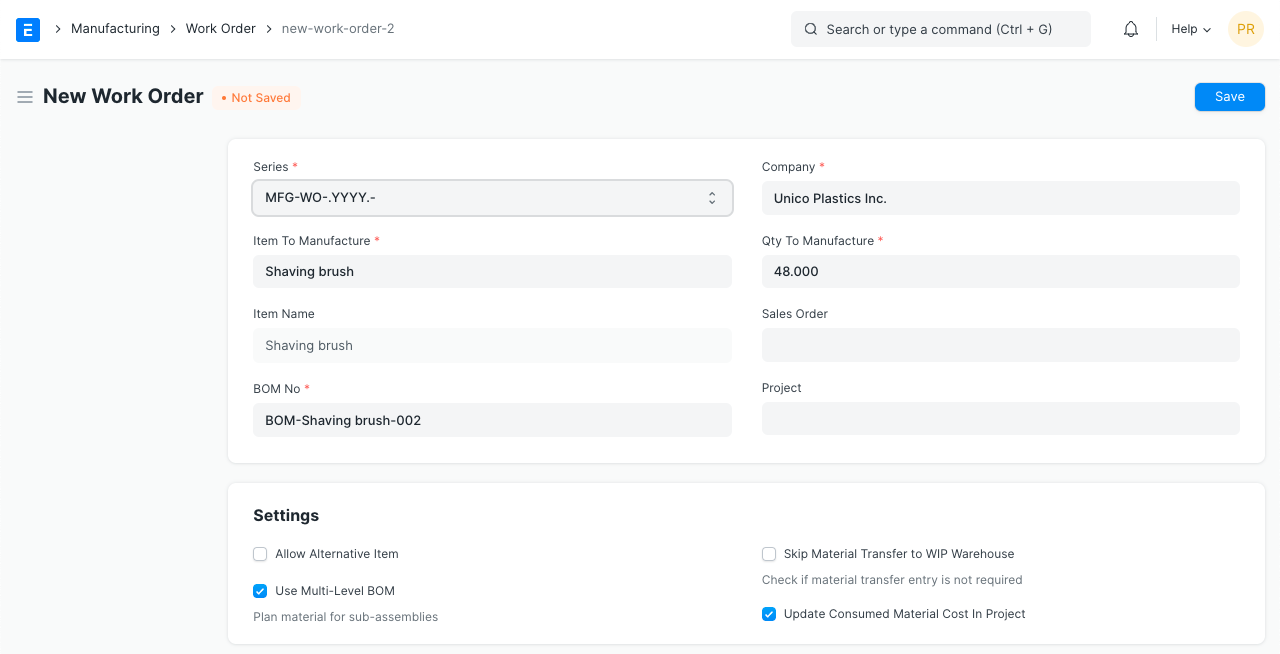 E Manufacturing Work Order new-work-order-2 Search or type a command (Ctrl + G) Help PR
New Work Order • Not Saved Save
Series * Company *
MFG-WO-.YYYY.- Unico Plastics Inc.
Item To Manufacture * Qty To Manufacture *
Shaving brush 48.000
Item Name Sales Order
Shaving brush
BOM No * Project
BOM-Shaving brush-002
Settings
Allow Alternative Item Skip Material Transfer to WIP Warehouse
Check if material transfer entry is not required
Use Multi-Level BOM
Plan material for sub-assemblies
Update Consumed Material Cost In Project